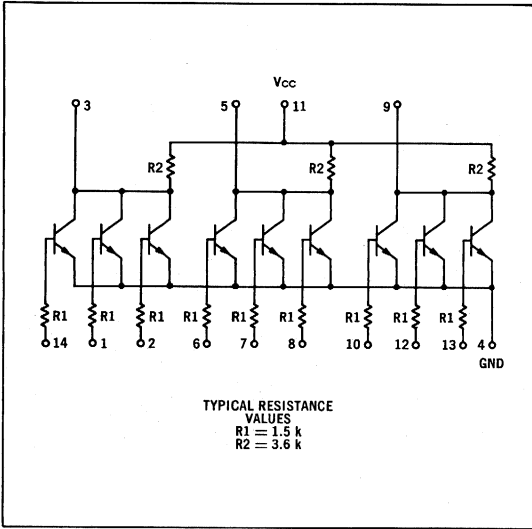 Vcc
3 5 11 9
R2 R2 R2
R1 R1 R1 R1 R1 R1 R1 R1 R1
14 1 2 6 7 8 10 12 13 4
GND
TYPICAL RESISTANCE
VALUES
R1 = 1.5 k
R2 = 3.6 k